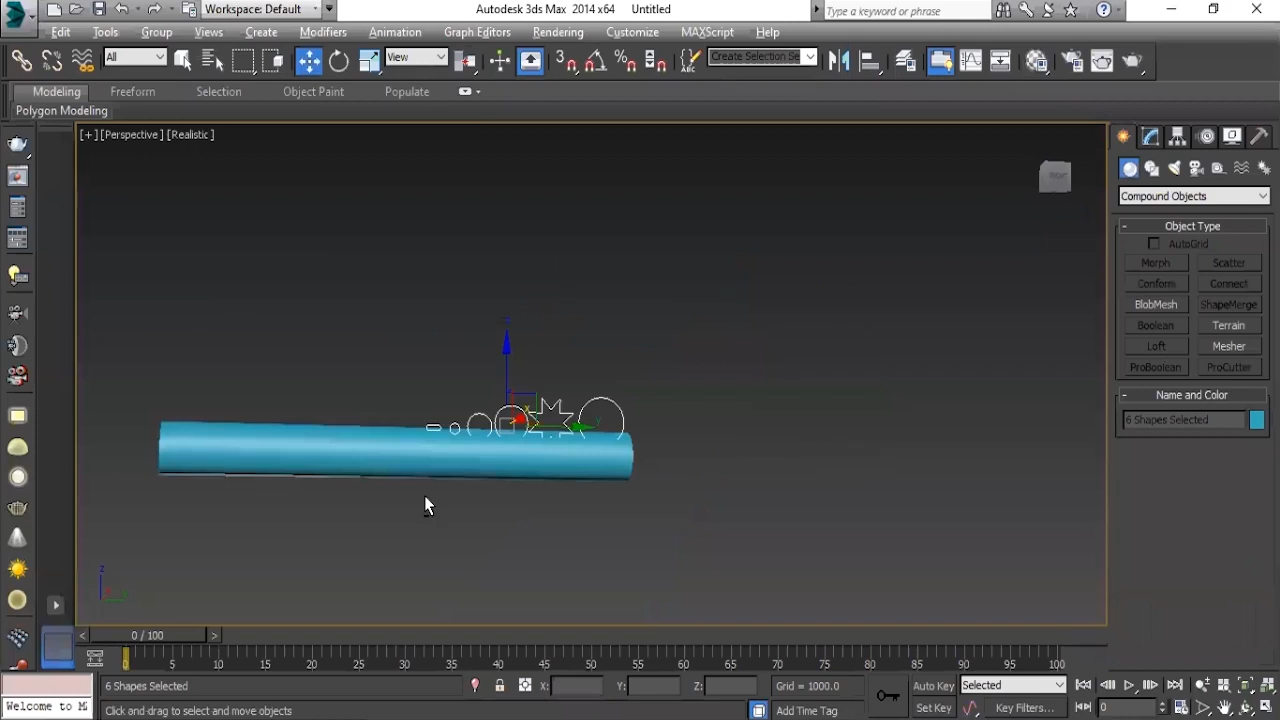 Workspace: Default
Autodesk 3ds Max 2014 x64 Untitled
Type a keyword or phrase
Edit Tools Group Views Create Modifiers Animation Graph Editors Rendering Customize MAXScript Help
All
View
3
Create Selection Se
Modeling Freeform Selection Object Paint Populate
Polygon Modeling
[+] [Perspective] [Realistic]
Compound Objects
Object Type
AutoGrid
Morph Scatter
Conform Connect
BlobMesh ShapeMerge
Boolean Terrain
Loft Mesher
ProBoolean ProCutter
Name and Color
6 Shapes Selected
z
0 / 100
0 5 10 15 20 25 30 35 40 45 50 55 60 65 70 75 80 85 90 95 100
6 Shapes Selected X: Y: Z: Grid = 1000.0 Auto Key Selected
Welcome to M Click and drag to select and move objects Add Time Tag Set Key Key Filters... 0